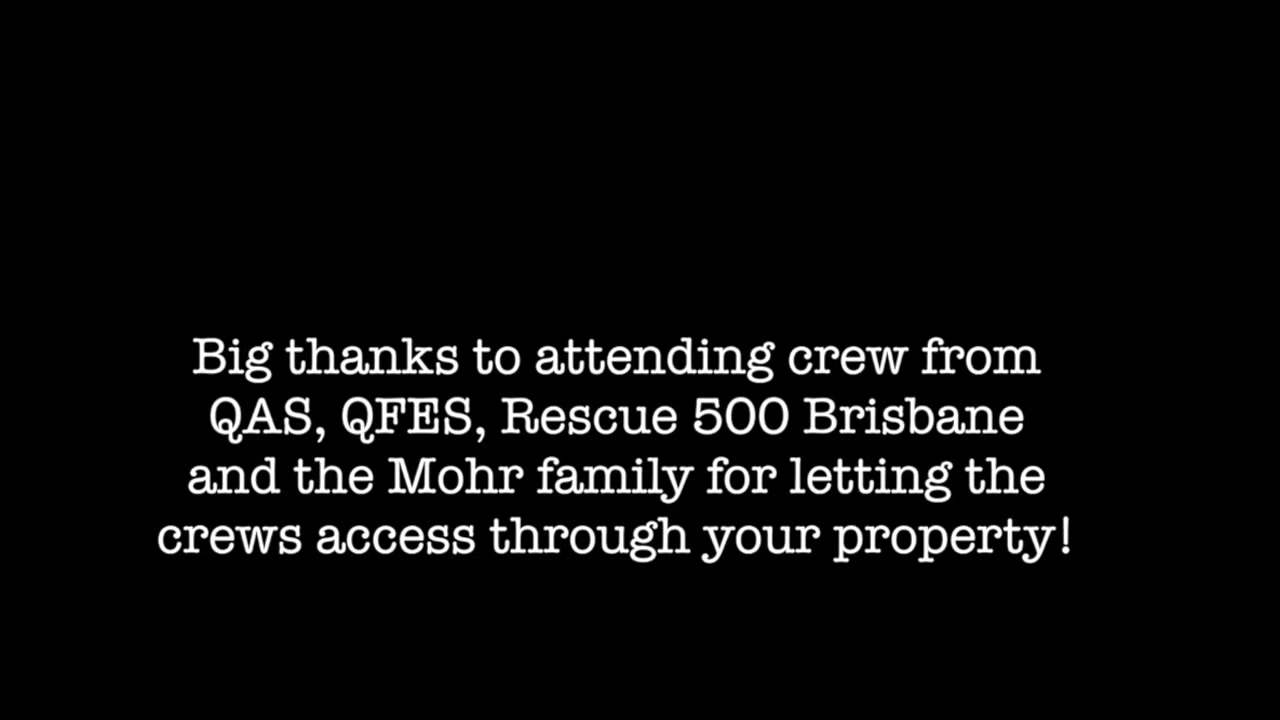 Big thanks to attending crew from
QAS, QFES, Rescue 500 Brisbane
and the Mohr family for letting the
crews access through your property!